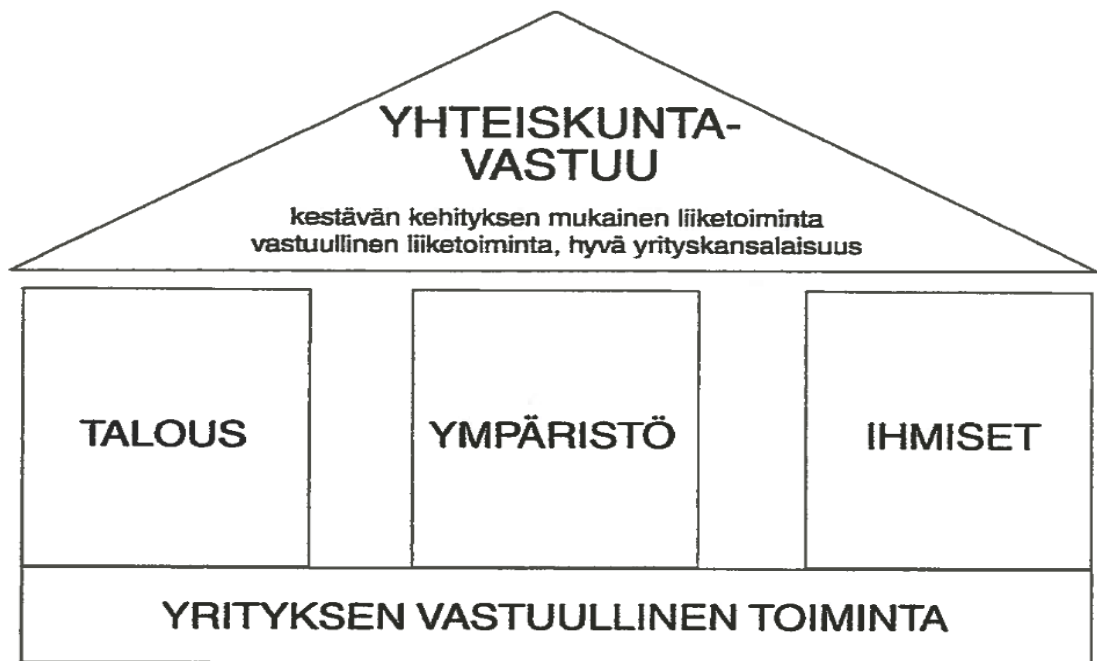 YHTEISKUNTA-
VASTUU
kestävän kehityksen mukainen liiketoiminta
vastuullinen liiketoiminta, hyvä yrityskansalaisuus
TALOUS
YMPÄRISTÖ
IHMISET
YRITYKSEN VASTUULLINEN TOIMINTA